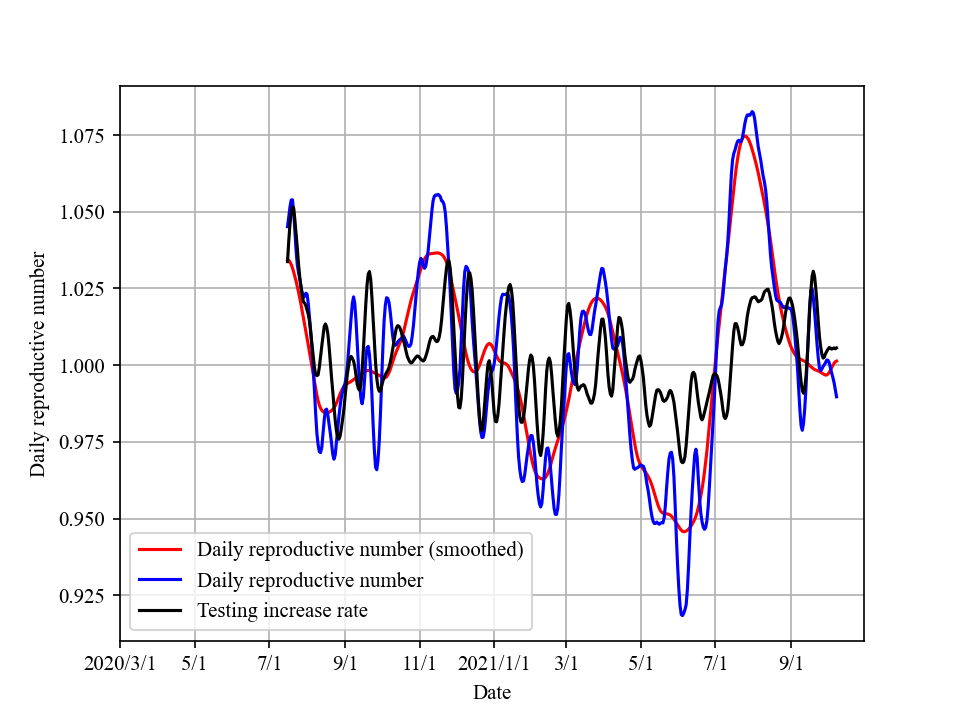 1.075
1.050
1.025
1.000
0.975
0.950
0.925
Daily reproductive number
Daily reproductive number (smoothed)
Daily reproductive number
Testing increase rate
2020/3/1 5/1 7/1 9/1 11/1 2021/1/1 3/1 5/1 7/1 9/1
Date